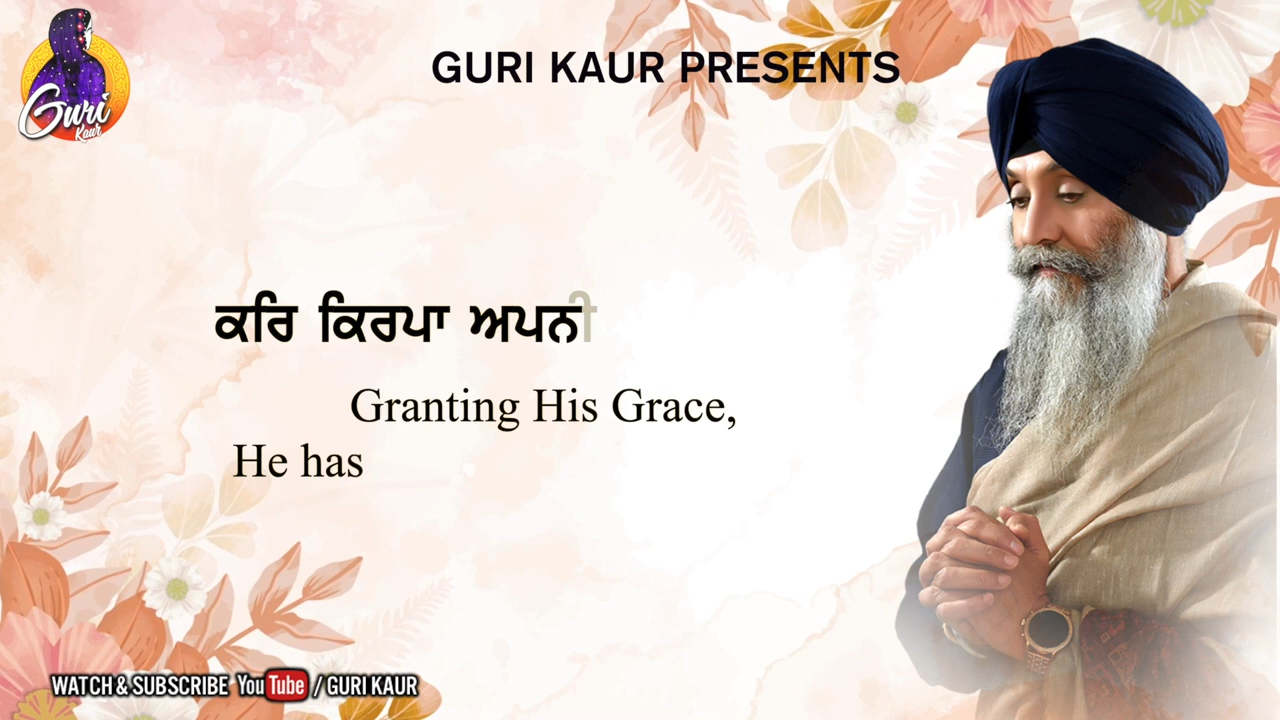 Guri
Kaur
GURI KAUR PRESENTS
ਕਰਿ ਕਿਰਪਾ ਅਪਨੀ
Granting His Grace,
He has
WATCH & SUBSCRIBE YouTube / GURI KAUR